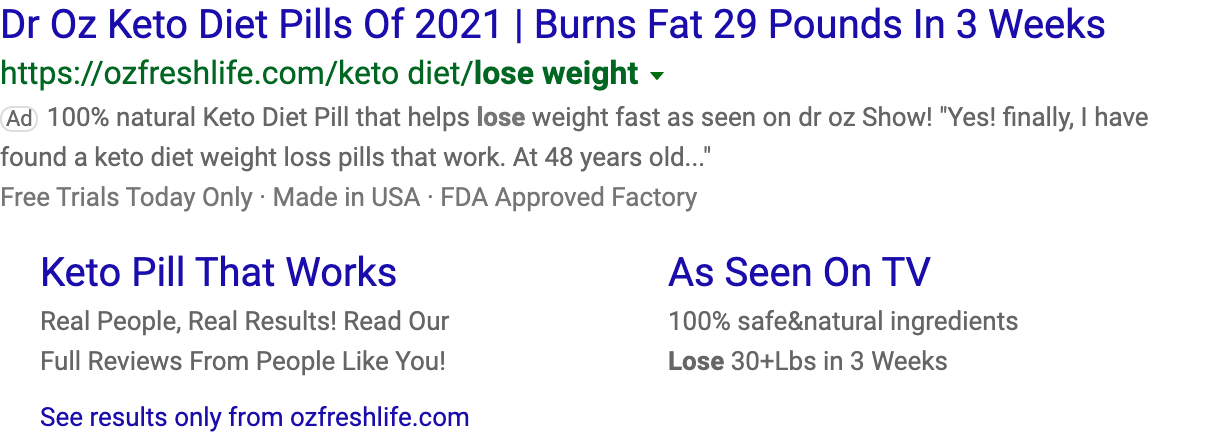 Dr Oz Keto Diet Pills Of 2021 | Burns Fat 29 Pounds In 3 Weeks
https://ozfreshlife.com/keto diet/lose weight
Ad 100% natural Keto Diet Pill that helps lose weight fast as seen on dr oz Show! "Yes! finally, I have
found a keto diet weight loss pills that work. At 48 years old..."
Free Trials Today Only · Made in USA · FDA Approved Factory
Keto Pill That Works
Real People, Real Results! Read Our
Full Reviews From People Like You!
As Seen On TV
100% safe&natural ingredients
Lose 30+Lbs in 3 Weeks
See results only from ozfreshlife.com